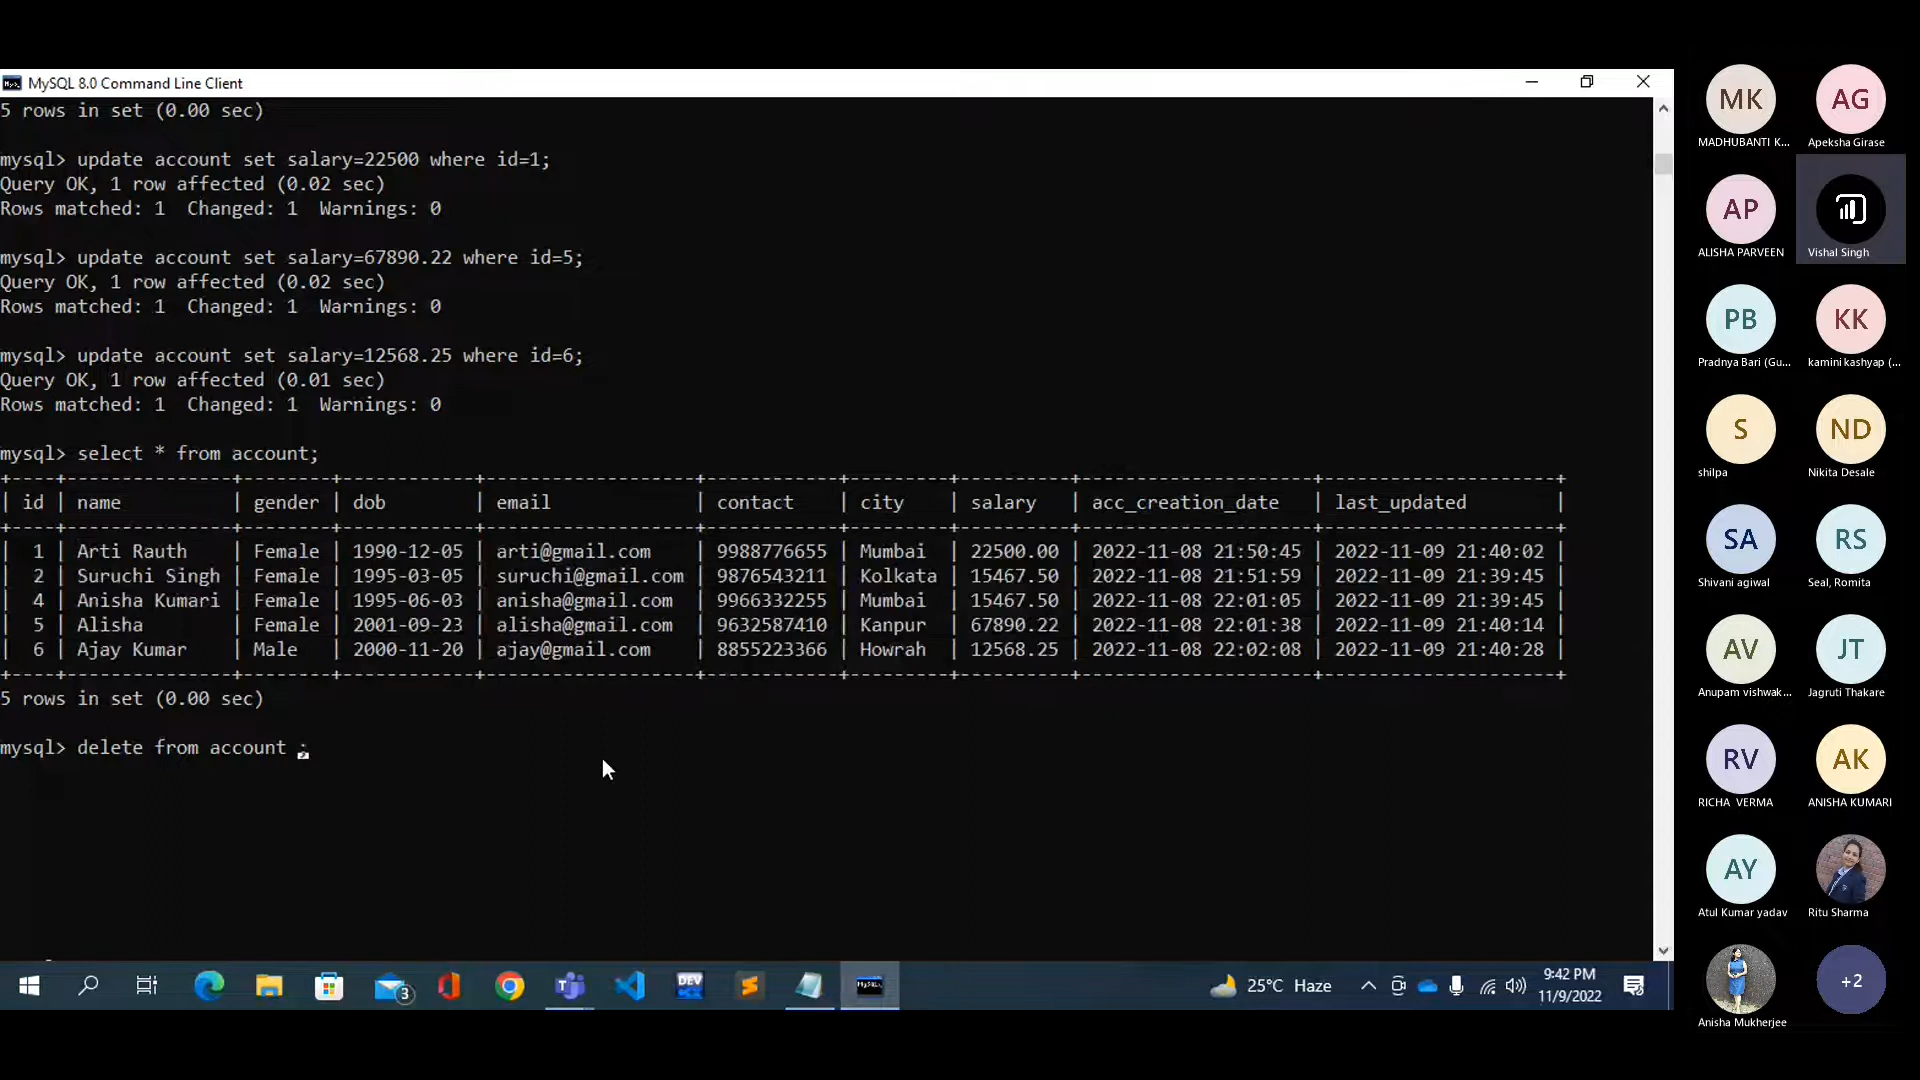 MySQL 8.0 Command Line Client
5 rows in set (0.00 sec)
mysql> update account set salary=22500 where id=1;
Query OK, 1 row affected (0.02 sec)
Rows matched: 1  Changed: 1  Warnings: 0
mysql> update account set salary=67890.22 where id=5;
Query OK, 1 row affected (0.02 sec)
Rows matched: 1  Changed: 1  Warnings: 0
mysql> update account set salary=12568.25 where id=6;
Query OK, 1 row affected (0.01 sec)
Rows matched: 1  Changed: 1  Warnings: 0
mysql> select * from account;
| id | name | gender | dob | email | contact | city | salary | acc_creation_date | last_updated |
| 1 | Arti Rauth | Female | 1990-12-05 | arti@gmail.com | 9988776655 | Mumbai | 22500.00 | 2022-11-08 21:50:45 | 2022-11-09 21:40:02 |
| 2 | Suruchi Singh | Female | 1995-03-05 | suruchi@gmail.com | 9876543211 | Kolkata | 15467.50 | 2022-11-08 21:51:59 | 2022-11-09 21:39:45 |
| 4 | Anisha Kumari | Female | 1995-06-03 | anisha@gmail.com | 9966332255 | Mumbai | 15467.50 | 2022-11-08 22:01:05 | 2022-11-09 21:39:45 |
| 5 | Alisha | Female | 2001-09-23 | alisha@gmail.com | 9632587410 | Kanpur | 67890.22 | 2022-11-08 22:01:38 | 2022-11-09 21:40:14 |
| 6 | Ajay Kumar | Male | 2000-11-20 | ajay@gmail.com | 8855223366 | Howrah | 12568.25 | 2022-11-08 22:02:08 | 2022-11-09 21:40:28 |
5 rows in set (0.00 sec)
mysql> delete from account ;
3
DEV
25°C Haze
9:42 PM
11/9/2022
MK
MADHUBANTI K...
AG
Apeksha Girase
AP
ALISHA PARVEEN
Vishal Singh
PB
Pradnya Bari (Gu...
KK
kamini kashyap (...
S
shilpa
ND
Nikita Desale
SA
Shivani agiwal
RS
Seal, Romita
AV
Anupam vishwak...
JT
Jagruti Thakare
RV
RICHA VERMA
AK
ANISHA KUMARI
AY
Atul Kumar yadav
Ritu Sharma
Anisha Mukherjee
+2